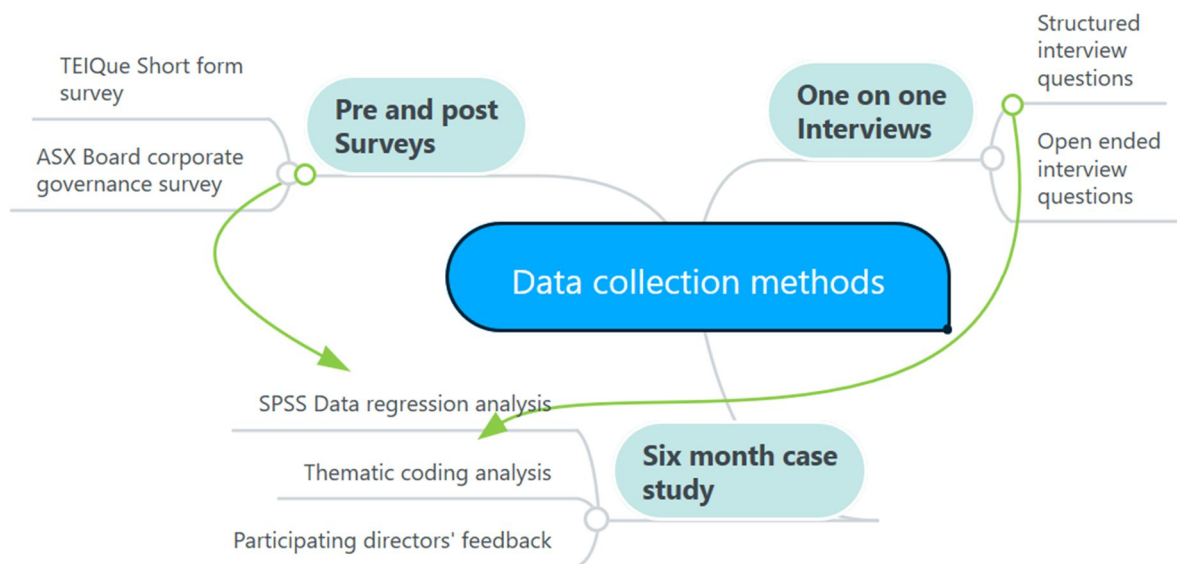 TEIQue Short form
survey
ASX Board corporate
governance survey
Pre and post
Surveys
One on one
Interviews
Structured
interview
questions
Open ended
interview
questions
Data collection methods
SPSS Data regression analysis
Thematic coding analysis
Participating directors' feedback
Six month case
study